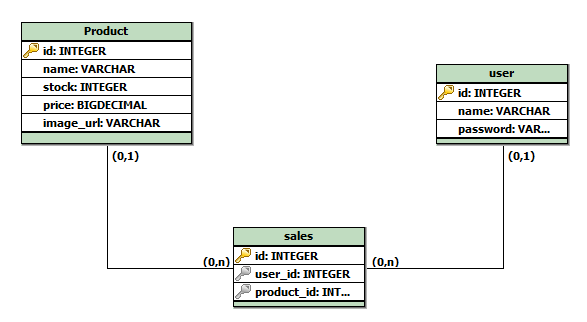 Product
id: INTEGER
name: VARCHAR
stock: INTEGER
price: BIGDECIMAL
image_url: VARCHAR
user
id: INTEGER
name: VARCHAR
password: VAR...
(0,1)
(0,1)
sales
id: INTEGER
user_id: INTEGER
product_id: INT...
(0,n)
(0,n)